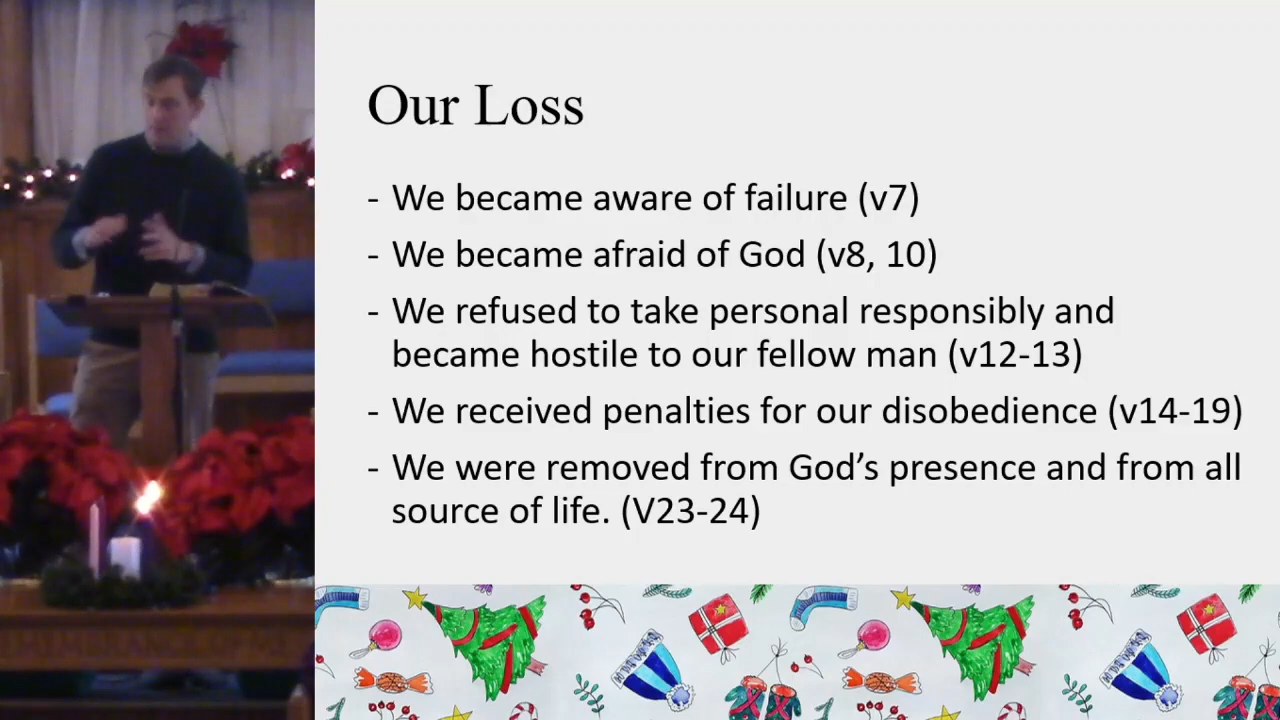 Our Loss
- We became aware of failure (v7)
- We became afraid of God (v8, 10)
- We refused to take personal responsibly and
became hostile to our fellow man (v12-13)
- We received penalties for our disobedience (v14-19)
- We were removed from God’s presence and from all
source of life. (V23-24)